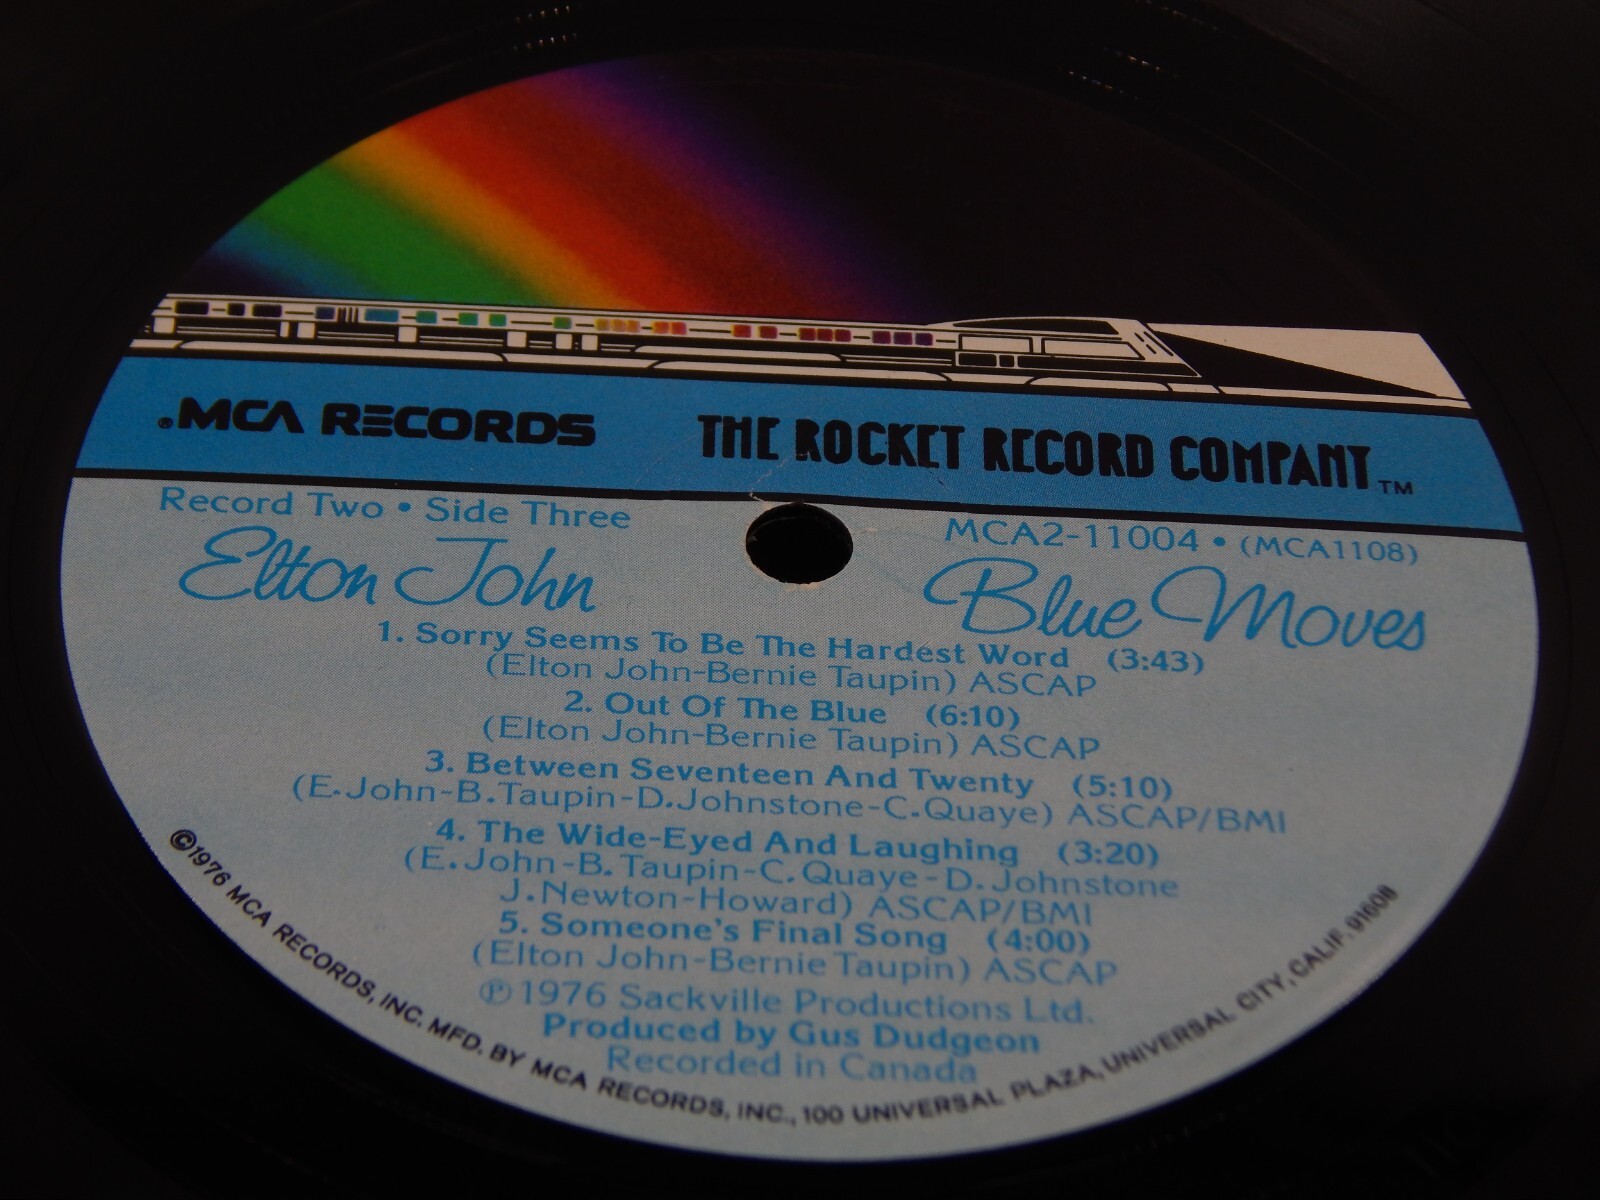 ®MCA RECORDS THE ROCKET RECORD COMPANY™
Record Two • Side Three MCA2-11004 • (MCA1108)
Elton John Blue Moves
1. Sorry Seems To Be The Hardest Word (3:43)
(Elton John-Bernie Taupin) ASCAP
2. Out Of The Blue (6:10)
(Elton John-Bernie Taupin) ASCAP
3. Between Seventeen And Twenty (5:10)
(E.John-B.Taupin-D.Johnstone-C.Quaye) ASCAP/BMI
4. The Wide-Eyed And Laughing (3:20)
(E. John-B. Taupin-C. Quaye-D. Johnstone
J.Newton-Howard) ASCAP/BMI
5. Someone's Final Song (4:00)
(Elton John-Bernie Taupin) ASCAP
℗1976 Sackville Productions Ltd.
Produced by Gus Dudgeon
Recorded in Canada
©1976 MCA RECORDS, INC. MFD. BY MCA RECORDS, INC., 100 UNIVERSAL PLAZA, UNIVERSAL CITY, CALIF. 91608